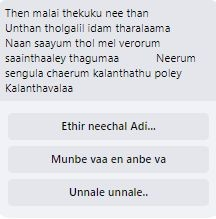 Then malai thekuku nee than
Unthan tholgalil idam tharalaama
Naan saayum thol mel verorum
saainthaaley thagumaa Neerum
sengula chaerum kalanthathu poley
Kalanthavalaa
Ethir neechal Adi...
Munbe vaa en anbe va
Unnale unnale..